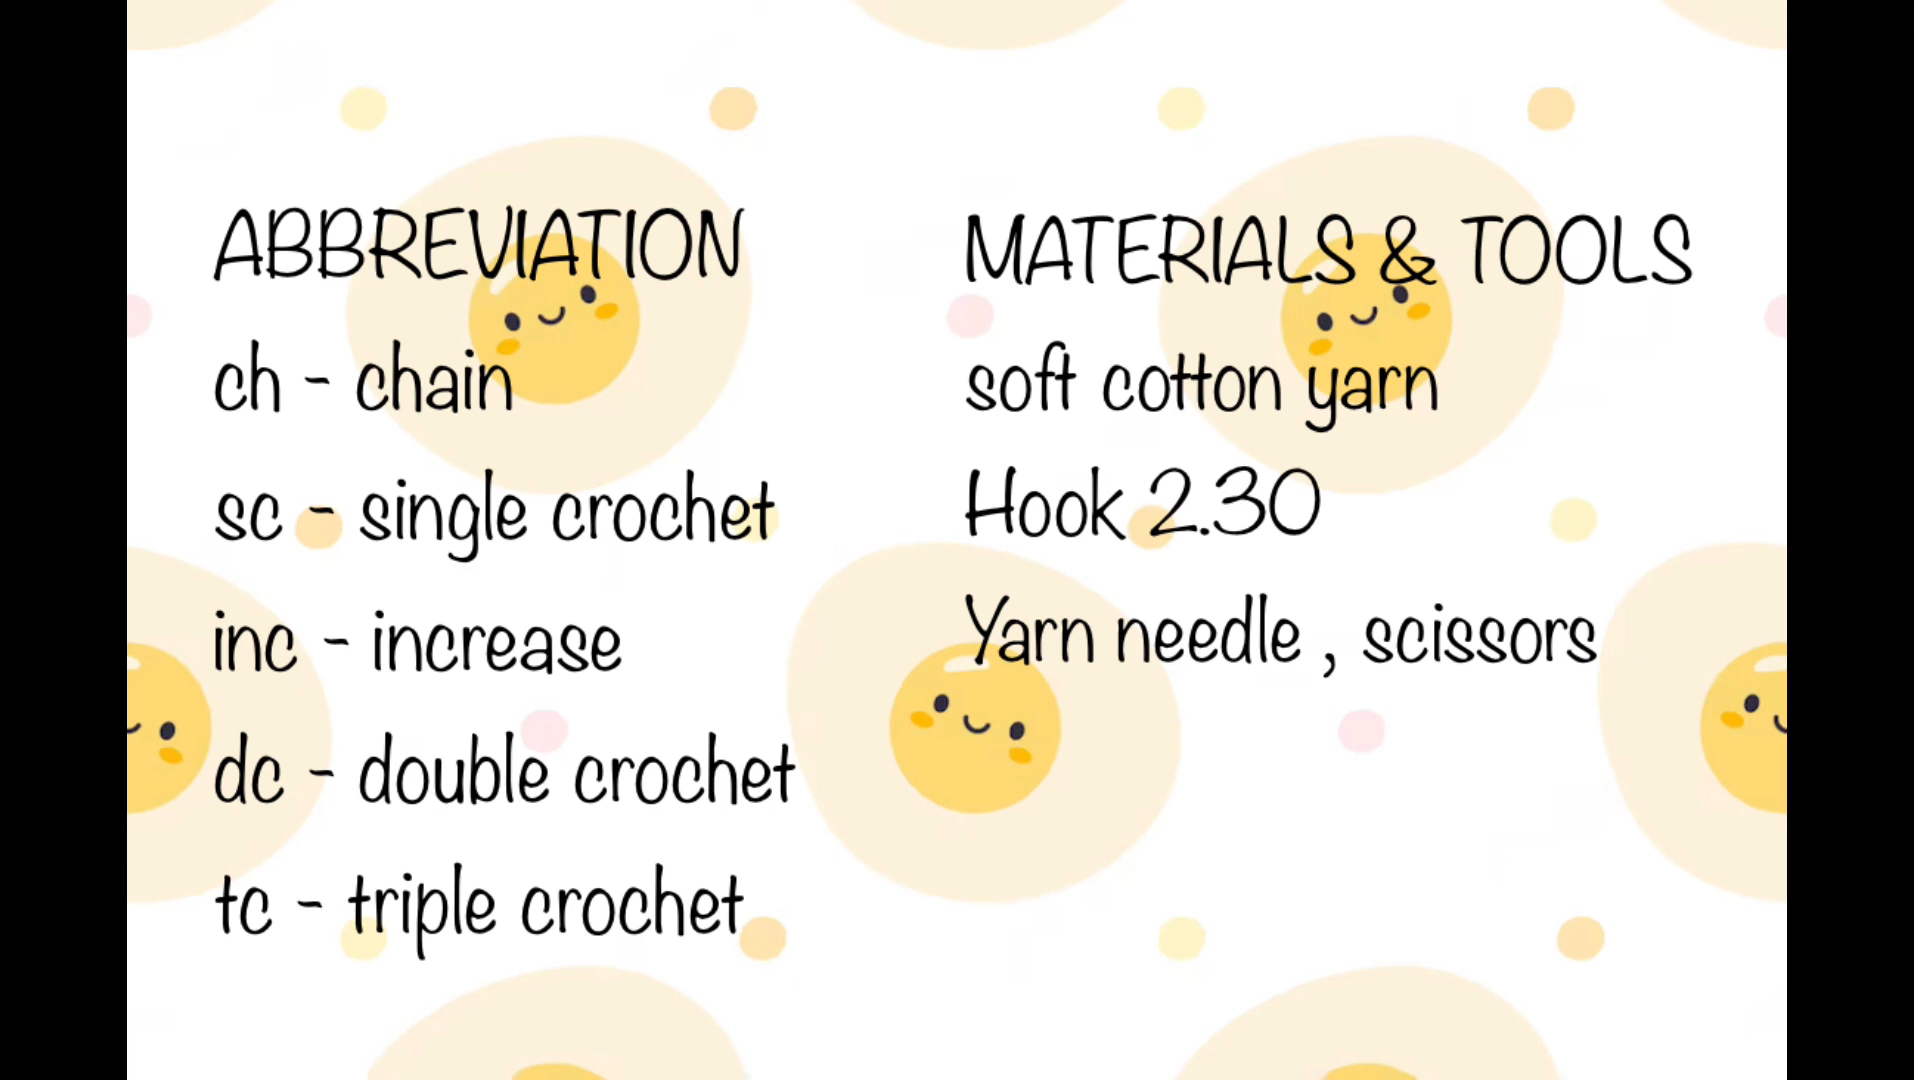 ABBREVIATION
ch - chain
sc - single crochet
inc - increase
dc - double crochet
tc - triple crochet
MATERIALS & TOOLS
soft cotton yarn
Hook 2.30
Yarn needle , scissors